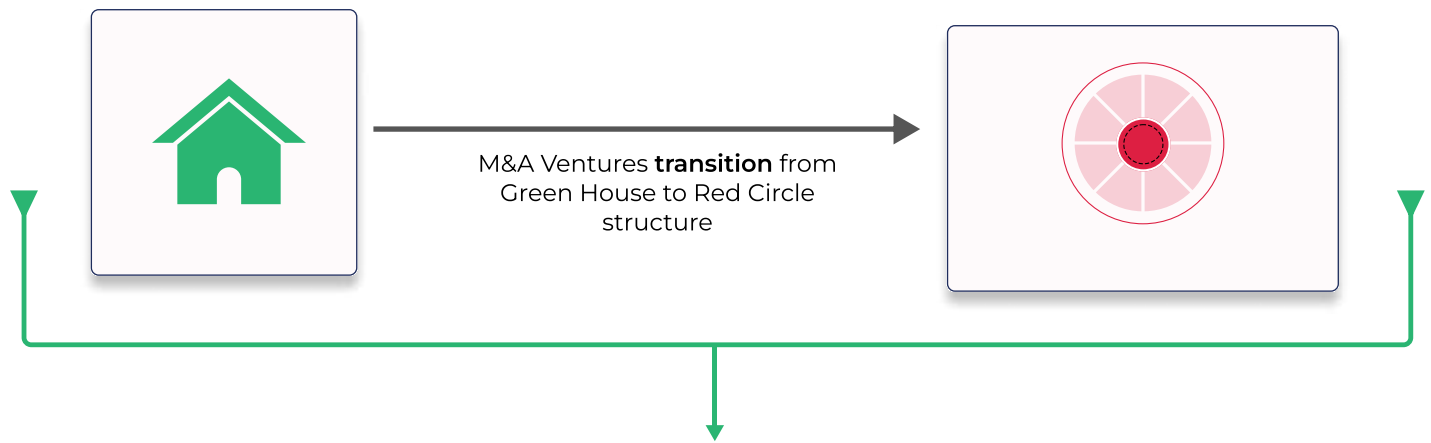 M&A Ventures transition from
Green House to Red Circle
structure